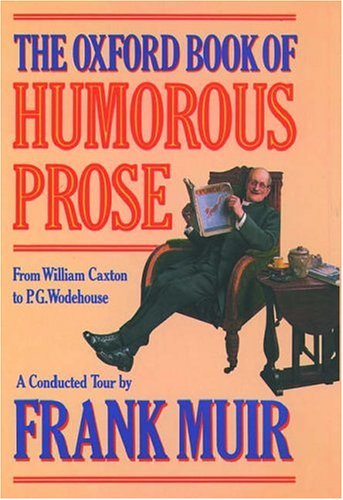 THE OXFORD BOOK OF
HUMOROUS
PROSE
From William Caxton
to P.G. Wodehouse
A Conducted Tour by
FRANK MUIR